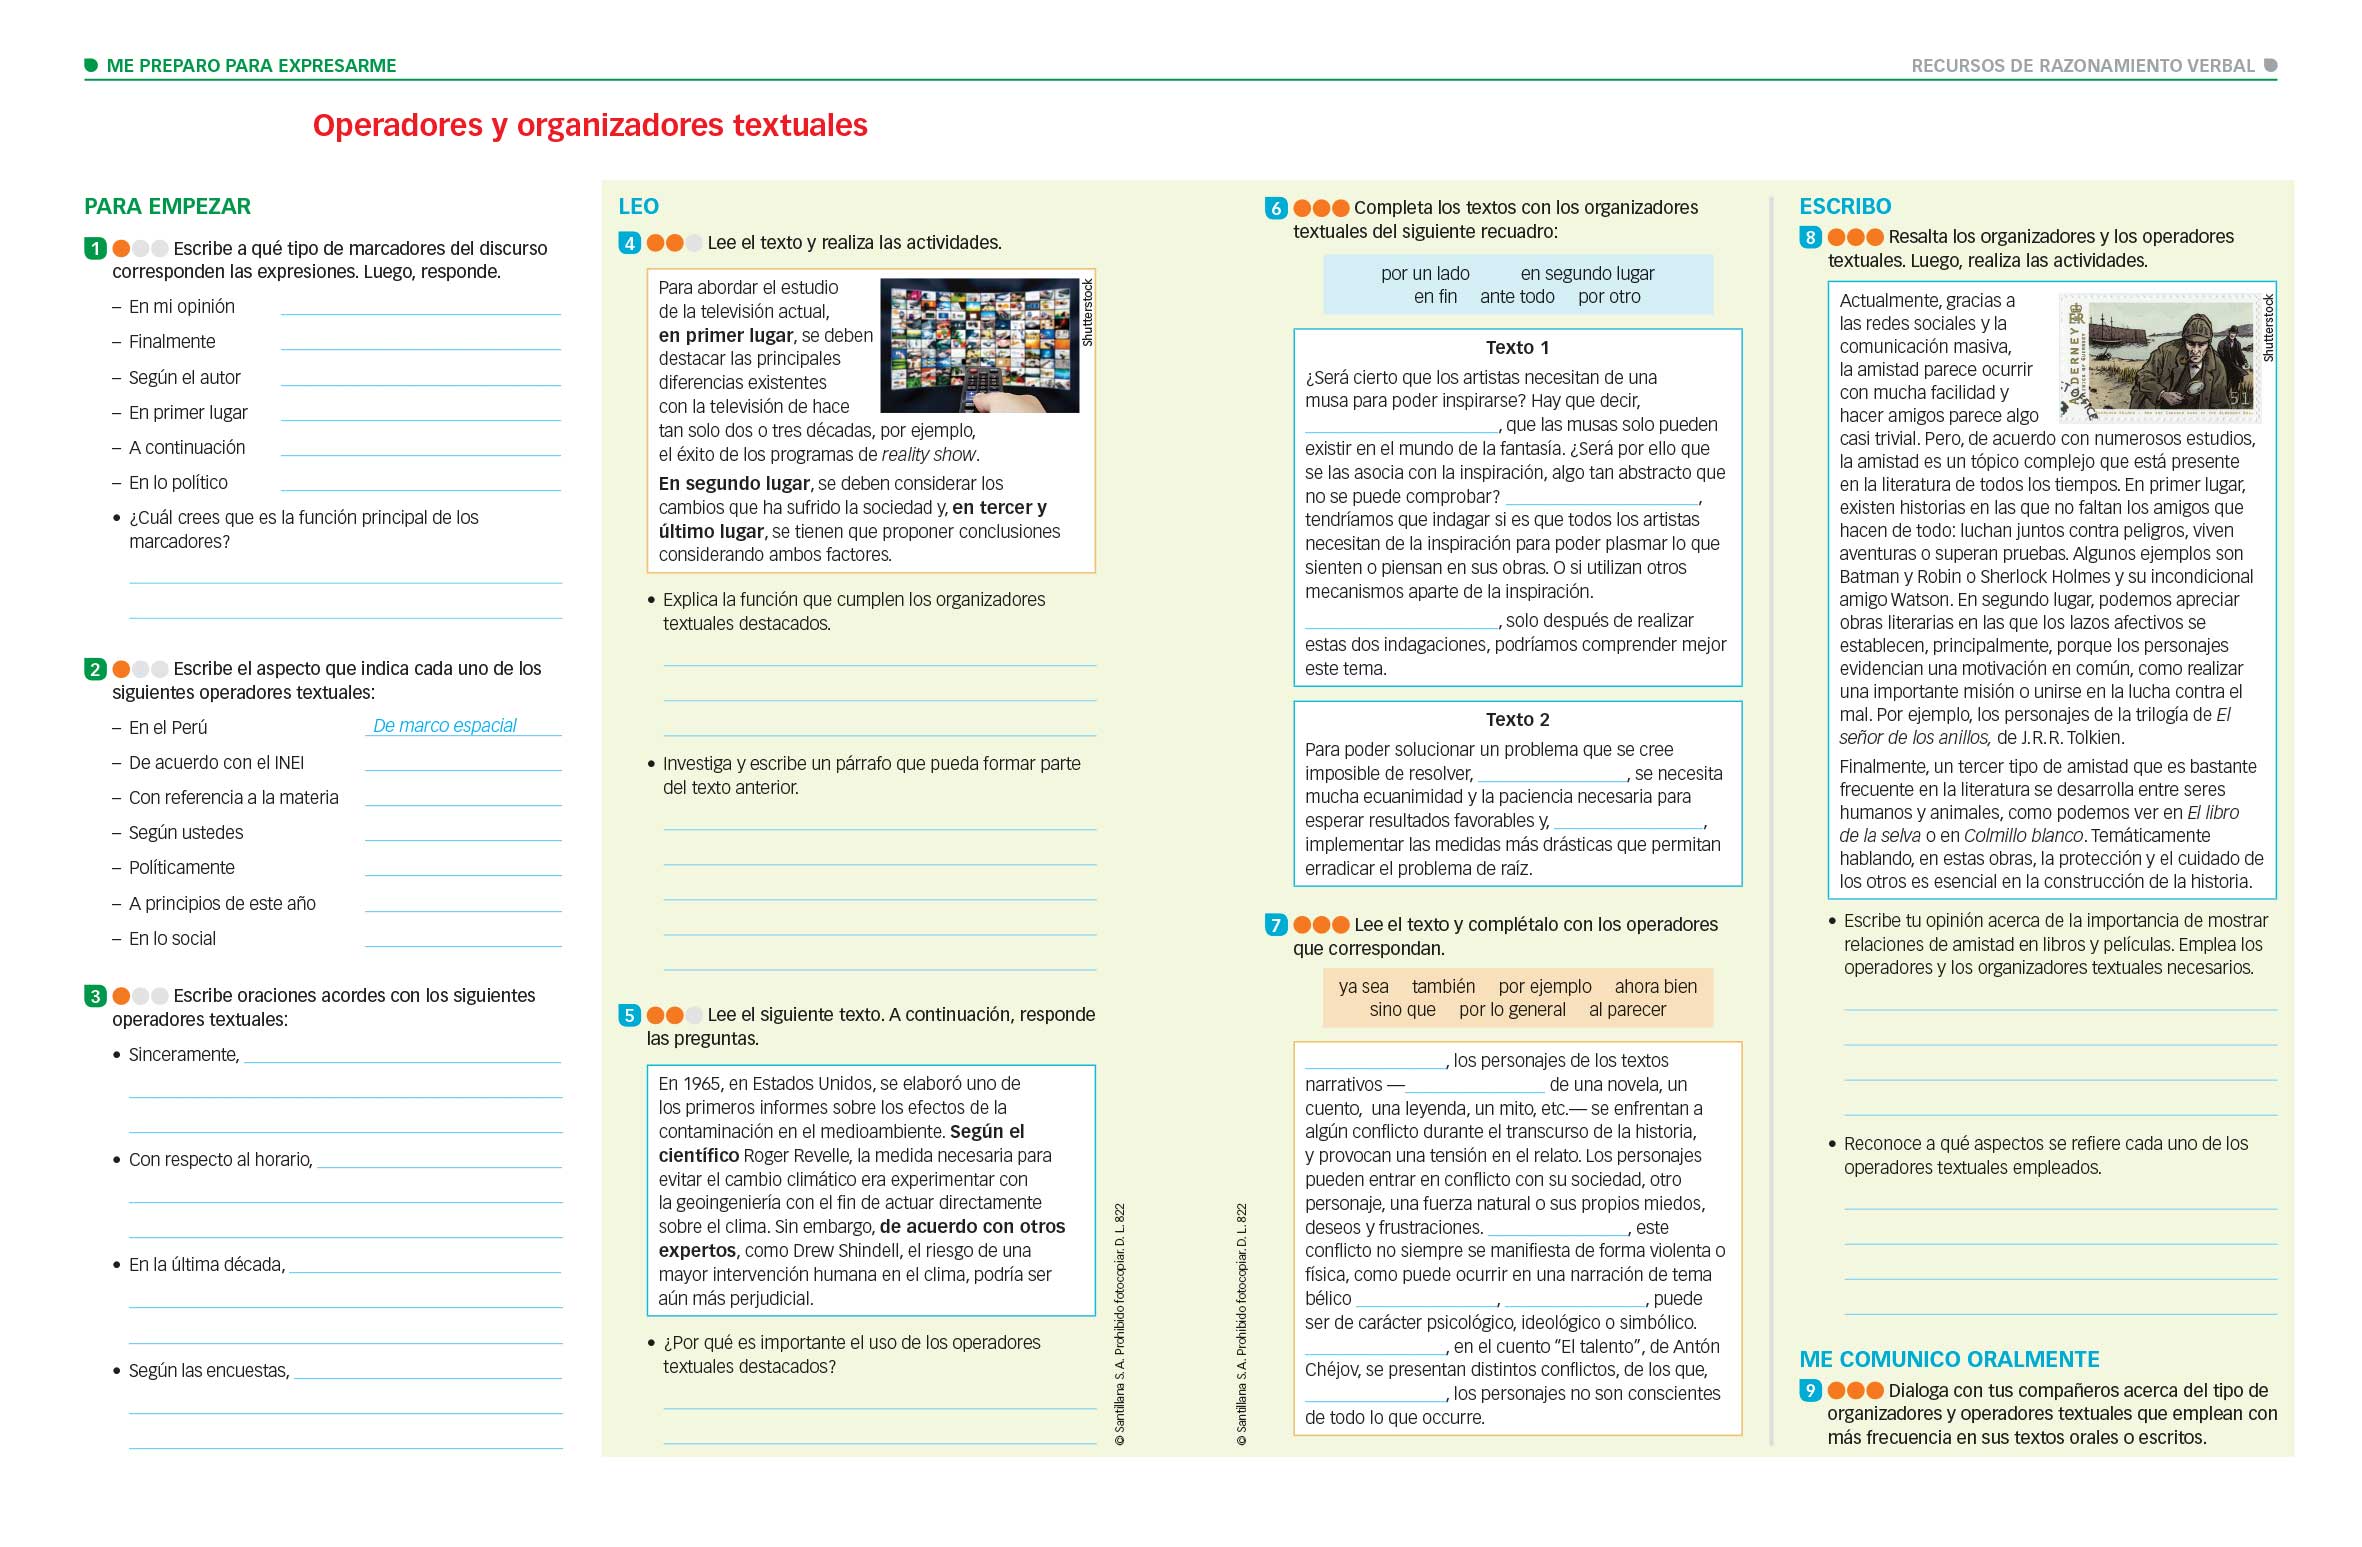 ME PREPARO PARA EXPRESARME
RECURSOS DE RAZONAMIENTO VERBAL
Operadores y organizadores textuales
PARA EMPEZAR
1 Escribe a qué tipo de marcadores del discurso
corresponden las expresiones. Luego, responde.
– En mi opinión
– Finalmente
– Según el autor
– En primer lugar
– A continuación
– En lo político
• ¿Cuál crees que es la función principal de los
marcadores?
2 Escribe el aspecto que indica cada uno de los
siguientes operadores textuales:
– En el Perú De marco espacial
– De acuerdo con el INEI
– Con referencia a la materia
– Según ustedes
– Políticamente
– A principios de este año
– En lo social
3 Escribe oraciones acordes con los siguientes
operadores textuales:
• Sinceramente,
• Con respecto al horario,
• En la última década,
• Según las encuestas,
LEO
4 Lee el texto y realiza las actividades.
Para abordar el estudio
de la televisión actual,
en primer lugar, se deben
destacar las principales
diferencias existentes
con la televisión de hace
tan solo dos o tres décadas, por ejemplo,
el éxito de los programas de reality show.
Shutterstock
En segundo lugar, se deben considerar los
cambios que ha sufrido la sociedad y, en tercer y
último lugar, se tienen que proponer conclusiones
considerando ambos factores.
• Explica la función que cumplen los organizadores
textuales destacados.
• Investiga y escribe un párrafo que pueda formar parte
del texto anterior.
5 Lee el siguiente texto. A continuación, responde
las preguntas.
En 1965, en Estados Unidos, se elaboró uno de
los primeros informes sobre los efectos de la
contaminación en el medioambiente. Según el
científico Roger Revelle, la medida necesaria para
evitar el cambio climático era experimentar con
la geoingeniería con el fin de actuar directamente
sobre el clima. Sin embargo, de acuerdo con otros
expertos, como Drew Shindell, el riesgo de una
mayor intervención humana en el clima, podría ser
aún más perjudicial.
• ¿Por qué es importante el uso de los operadores
textuales destacados?
© Santillana S. A. Prohibido fotocopiar. D. L. 822
© Santillana S. A. Prohibido fotocopiar. D. L. 822
6 Completa los textos con los organizadores
textuales del siguiente recuadro:
por un lado en segundo lugar
en fin ante todo por otro
Texto 1
¿Será cierto que los artistas necesitan de una
musa para poder inspirarse? Hay que decir,
, que las musas solo pueden
existir en el mundo de la fantasía. ¿Será por ello que
se las asocia con la inspiración, algo tan abstracto que
no se puede comprobar? ,
tendríamos que indagar si es que todos los artistas
necesitan de la inspiración para poder plasmar lo que
sienten o piensan en sus obras. O si utilizan otros
mecanismos aparte de la inspiración.
, solo después de realizar
estas dos indagaciones, podríamos comprender mejor
este tema.
Texto 2
Para poder solucionar un problema que se cree
imposible de resolver, , se necesita
mucha ecuanimidad y la paciencia necesaria para
esperar resultados favorables y, ,
implementar las medidas más drásticas que permitan
erradicar el problema de raíz.
7 Lee el texto y complétalo con los operadores
que correspondan.
ya sea también por ejemplo ahora bien
sino que por lo general al parecer
, los personajes de los textos
narrativos — de una novela, un
cuento, una leyenda, un mito, etc.— se enfrentan a
algún conflicto durante el transcurso de la historia,
y provocan una tensión en el relato. Los personajes
pueden entrar en conflicto con su sociedad, otro
personaje, una fuerza natural o sus propios miedos,
deseos y frustraciones. , este
conflicto no siempre se manifiesta de forma violenta o
física, como puede ocurrir en una narración de tema
bélico , , puede
ser de carácter psicológico, ideológico o simbólico.
, en el cuento “El talento”, de Antón
Chéjov, se presentan distintos conflictos, de los que,
, los personajes no son conscientes
de todo lo que occurre.
ESCRIBO
8 Resalta los organizadores y los operadores
textuales. Luego, realiza las actividades.
Actualmente, gracias a
las redes sociales y la
comunicación masiva,
la amistad parece ocurrir
con mucha facilidad y
hacer amigos parece algo
casi trivial. Pero, de acuerdo con numerosos estudios,
la amistad es un tópico complejo que está presente
en la literatura de todos los tiempos. En primer lugar,
existen historias en las que no faltan los amigos que
hacen de todo: luchan juntos contra peligros, viven
aventuras o superan pruebas. Algunos ejemplos son
Batman y Robin o Sherlock Holmes y su incondicional
amigo Watson. En segundo lugar, podemos apreciar
obras literarias en las que los lazos afectivos se
establecen, principalmente, porque los personajes
evidencian una motivación en común, como realizar
una importante misión o unirse en la lucha contra el
mal. Por ejemplo, los personajes de la trilogía de El
señor de los anillos, de J. R. R. Tolkien.
ALDERNEY
51
Shutterstock
Finalmente, un tercer tipo de amistad que es bastante
frecuente en la literatura se desarrolla entre seres
humanos y animales, como podemos ver en El libro
de la selva o en Colmillo blanco. Temáticamente
hablando, en estas obras, la protección y el cuidado de
los otros es esencial en la construcción de la historia.
• Escribe tu opinión acerca de la importancia de mostrar
relaciones de amistad en libros y películas. Emplea los
operadores y los organizadores textuales necesarios.
• Reconoce a qué aspectos se refiere cada uno de los
operadores textuales empleados.
ME COMUNICO ORALMENTE
9 Dialoga con tus compañeros acerca del tipo de
organizadores y operadores textuales que emplean con
más frecuencia en sus textos orales o escritos.